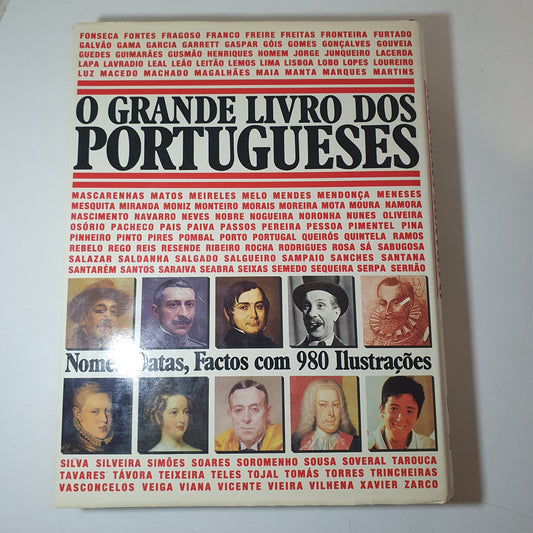 FONSECA FONTES FRAGOSO FRANCO FREIRE FREITAS FRONTEIRA FURTADO
GALVÃO GAMA GARCIA GARRETT GASPAR GÓIS GOMES GONÇALVES GOUVEIA
GUEDES GUIMARÃES GUSMÃO HENRIQUES HOMEM JORGE JUNQUEIRO LACERDA
LAPA LAVRADIO LEAL LEÃO LEITÃO LEMOS LIMA LISBOA LOBO LOPES LOUREIRO
LUZ MACEDO MACHADO MAGALHÃES MAIA MANTA MARQUES MARTINS
O GRANDE LIVRO DOS
PORTUGUESES
MASCARENHAS MATOS MEIRELES MELO MENDES MENDONÇA MENESES
MESQUITA MIRANDA MONIZ MONTEIRO MORAIS MOREIRA MOTA MOURA NAMORA
NASCIMENTO NAVARRO NEVES NOBRE NOGUEIRA NORONHA NUNES OLIVEIRA
OSÓRIO PACHECO PAIS PAIVA PASSOS PEREIRA PESSOA PIMENTEL PINA
PINHEIRO PINTO PIRES POMBAL PORTO PORTUGAL QUEIRÓS QUINTELA RAMOS
REBELO REGO REIS RESENDE RIBEIRO ROCHA RODRIGUES ROSA SÁ SABUGOSA
SALAZAR SALDANHA SALGADO SALGUEIRO SAMPAIO SANCHES SANTANA
SANTARÉM SANTOS SARAIVA SEABRA SEIXAS SEMEDO SEQUEIRA SERPA SERRÃO
Nomes, Datas, Factos com 980 Ilustrações
SILVA SILVEIRA SIMÕES SOARES SOROMENHO SOUSA SOVERAL TAROUCA
TAVARES TÁVORA TEIXEIRA TELES TOJAL TOMÁS TORRES TRINCHEIRAS
VASCONCELOS VEIGA VIANA VICENTE VIEIRA VILHENA XAVIER ZARCO